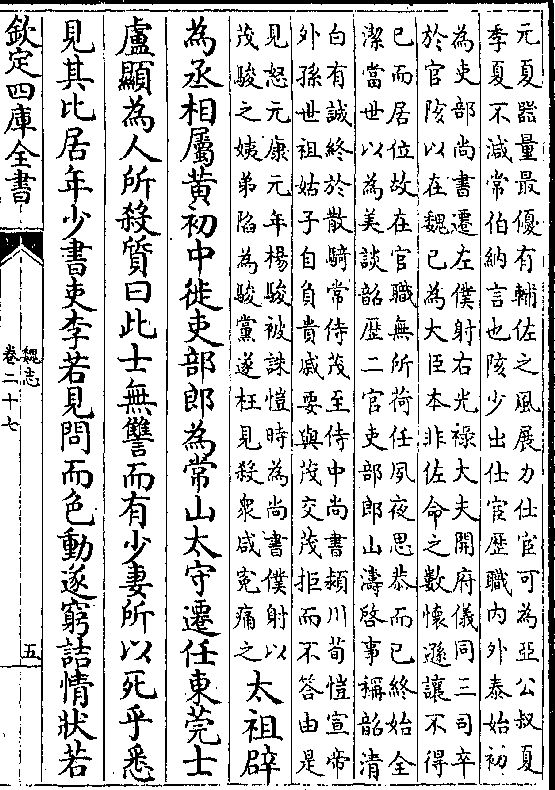 元夏器量最優有輔佐之風展力仕宦可為亞公叔夏
季夏不減常伯納言也陔少出仕宦歷職內外泰始初
為吏部尚書遷左僕射右光祿大夫開府儀同三司卒
於官陔以在魏已為大臣本非佐命之數懷遜讓不得
已而居位故在官職無所荷任夙夜思恭而已終始全
潔當世以為美談韶歷二官吏部郎山濤啓事稱韶清
白有誠終於散騎常侍茂至侍中尚書潁川荀愷宣帝
外孫世祖姑子自負貴戚要與茂交茂拒而不答由是
見怒元康元年楊駿被誅愷時為尚書僕射以
茂駿之姨弟陷為駿黨遂枉見殺衆咸寃痛之
太祖辟
為丞相屬黃初中徙吏部郎為常山太守遷任東莞士
盧顯為人所殺質曰此士無讐而有少妻所以死乎悉
見其比居年少書吏李若見問而色動遂窮詰情狀若
欽定四庫全書
魏志
卷二十七
五